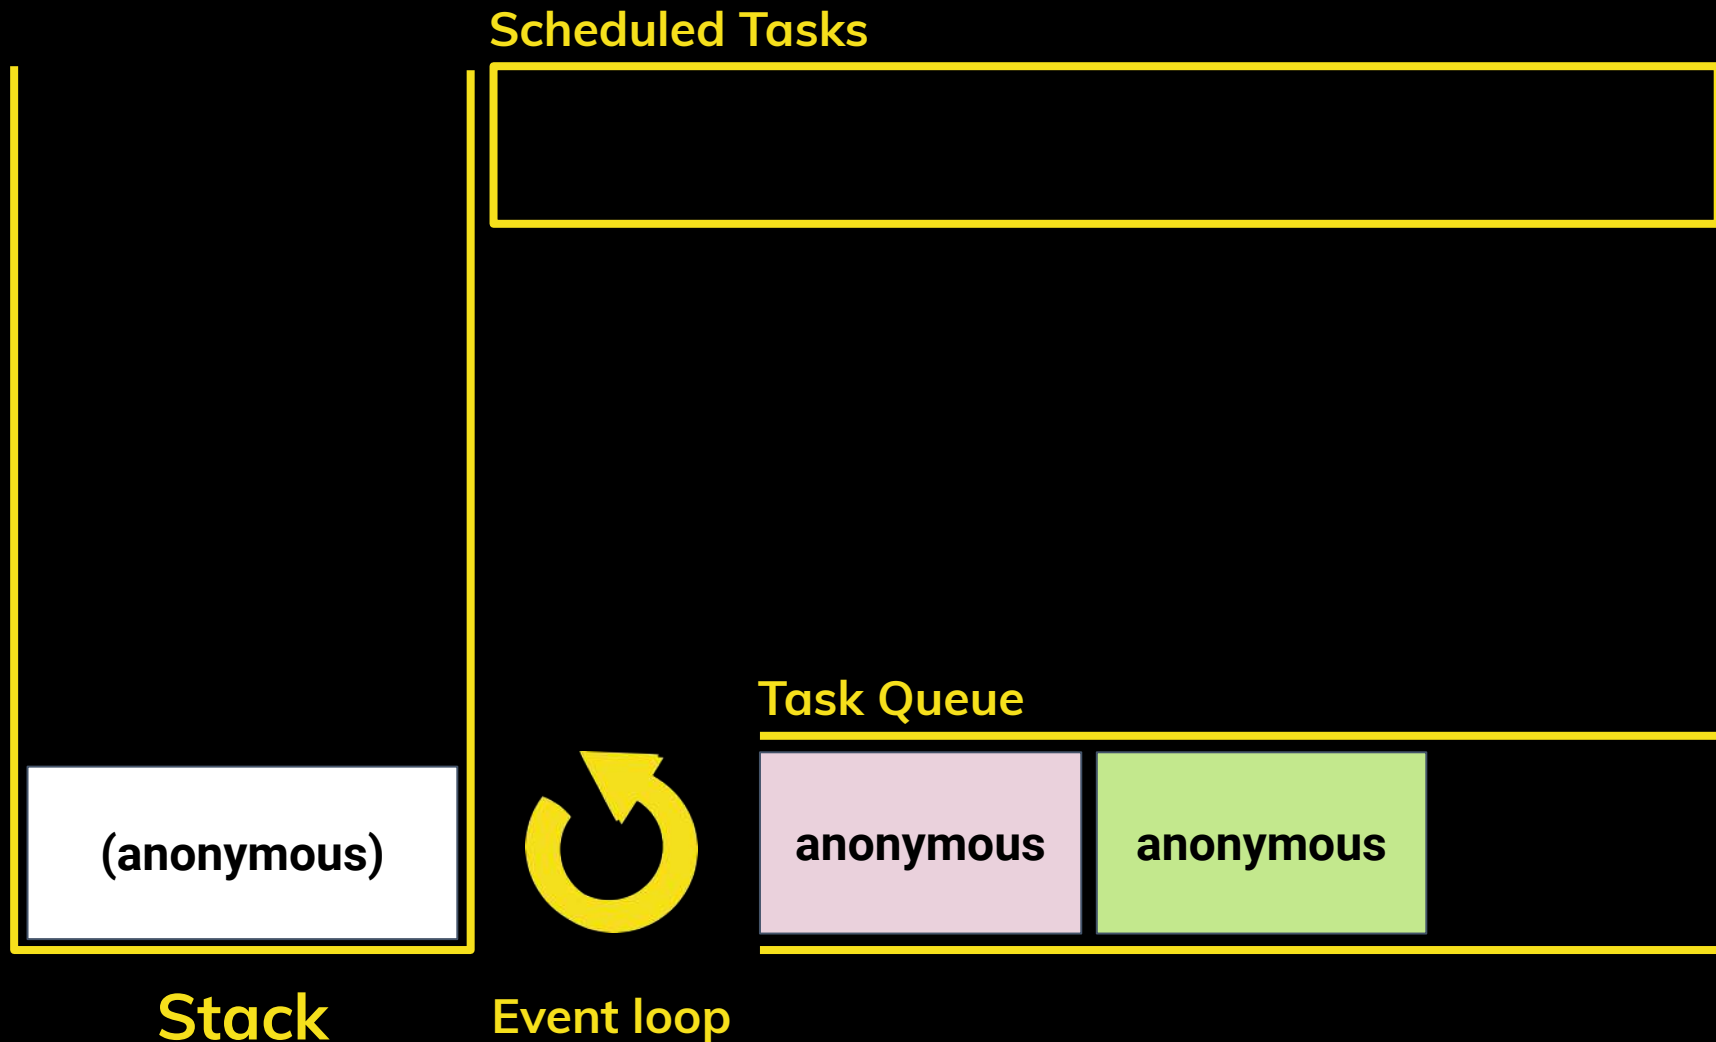 Scheduled Tasks
Task Queue
(anonymous)
anonymous
anonymous
Stack
Event loop